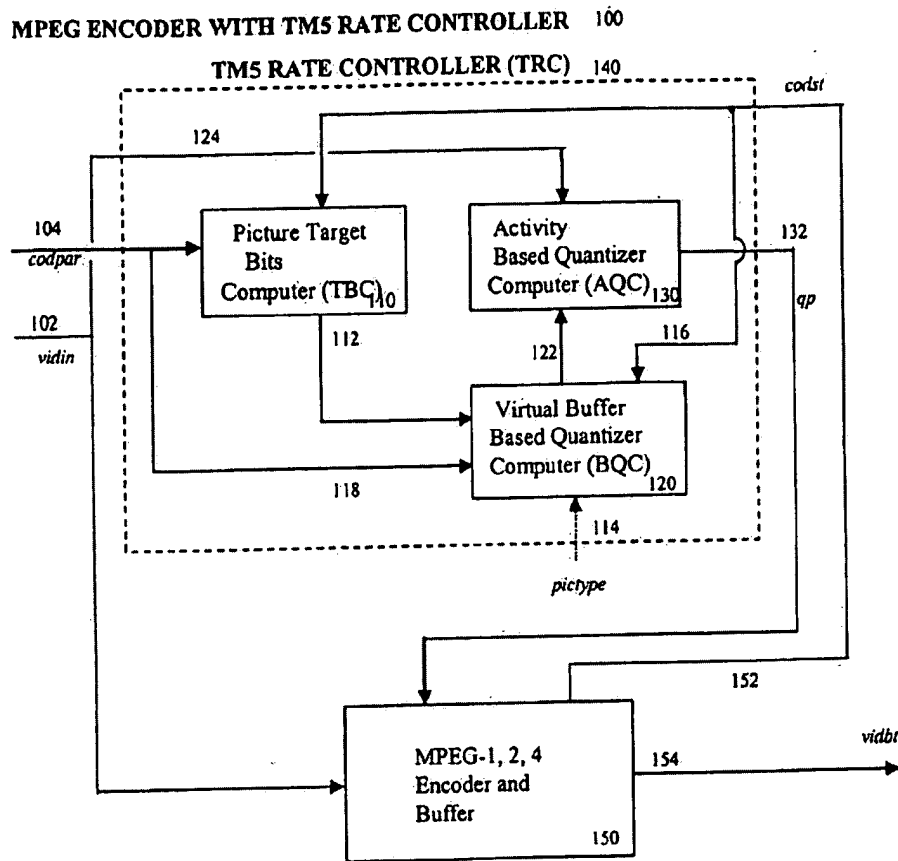 MPEG ENCODER WITH TM5 RATE CONTROLLER 100
TM5 RATE CONTROLLER (TRC) 140
codst
124
104
codpar
Picture Target
Bits
Computer (TBC)
110
Activity
Based Quantizer
Computer (AQC)
130
132
qp
102
vidin
112
122
116
Virtual Buffer
Based Quantizer
Computer (BQC)
120
118
114
pictype
152
MPEG-1, 2, 4
Encoder and
Buffer
150
154
vidbt